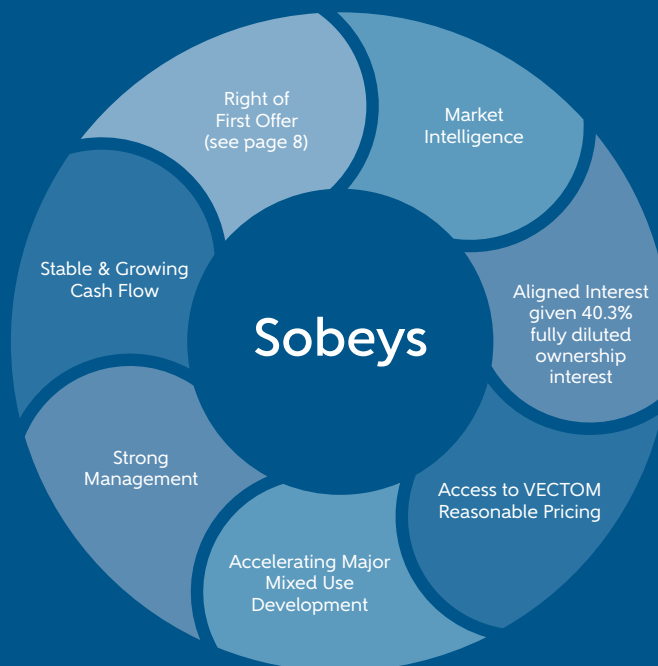 Right of
First Offer
(see page 8)
Market
Intelligence
Aligned Interest
given 40.3%
fully diluted
ownership
interest
Access to VECTOM
Reasonable Pricing
Accelerating Major
Mixed Use
Development
Strong
Management
Stable & Growing
Cash Flow
Sobeys